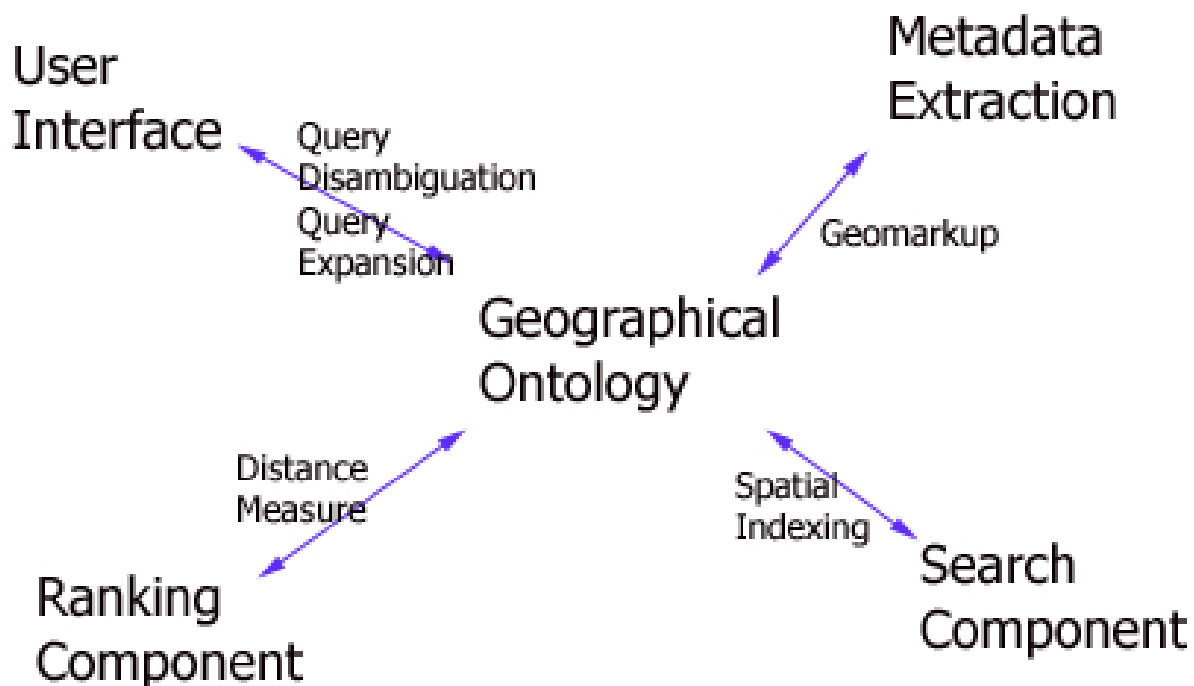 User
Interface
Query
Disambiguation
Query
Expansion
Metadata
Extraction
Geomarkup
Geographical
Ontology
Distance
Measure
Spatial
Indexing
Ranking
Component
Search
Component